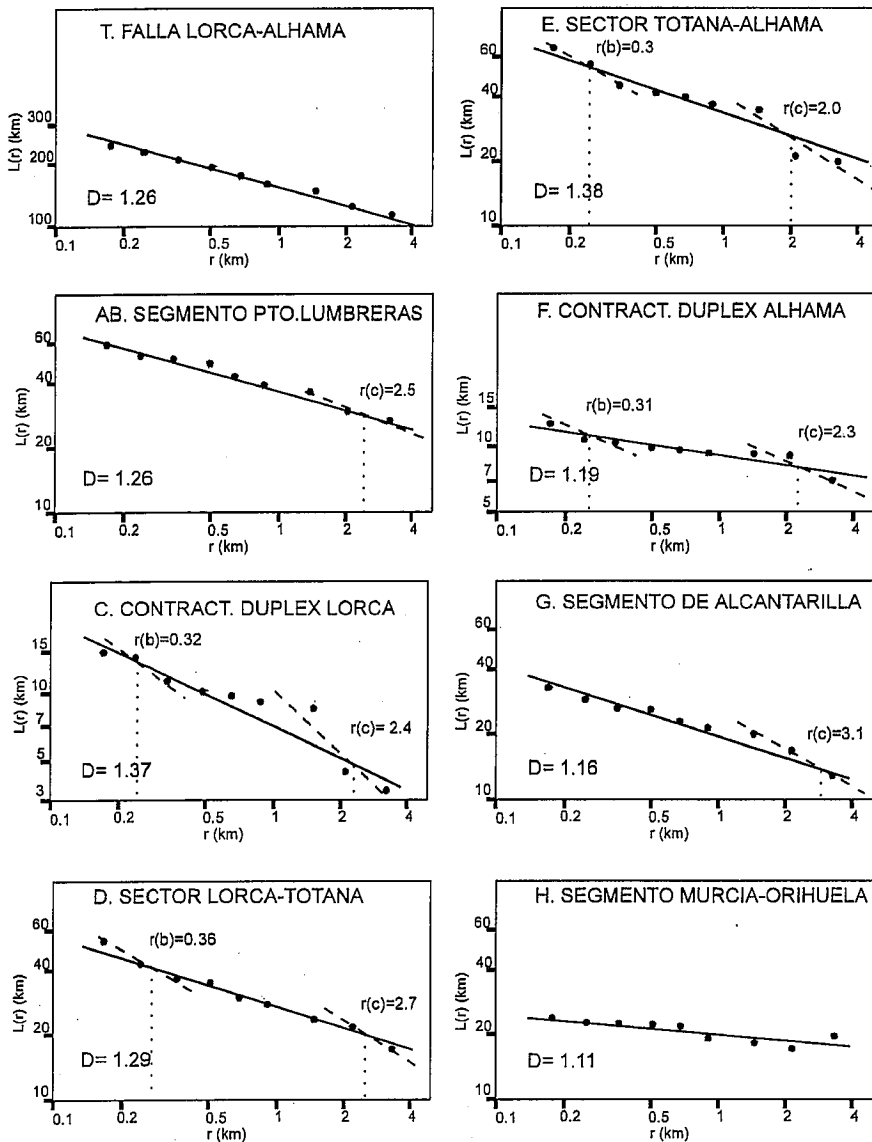 T. FALLA LORCA-ALHAMA
L(r) (km)
300
200
100
D= 1.26
0.1 0.2 0.5 1 2 4
r (km)
AB. SEGMENTO PTO.LUMBRERAS
L(r) (km)
60
40
20
10
r(c)=2.5
D= 1.26
0.1 0.2 0.5 1 2 4
r (km)
C. CONTRACT. DUPLEX LORCA
L(r) (km)
15
10
7
5
3
r(b)=0.32
r(c)= 2.4
D= 1.37
0.1 0.2 0.5 1 2 4
r (km)
D. SECTOR LORCA-TOTANA
L(r) (km)
60
40
20
10
r(b)=0.36
r(c)=2.7
D= 1.29
0.1 0.2 0.5 1 2 4
r (km)
E. SECTOR TOTANA-ALHAMA
L(r) (km)
60
40
20
10
r(b)=0.3
r(c)=2.0
D= 1.38
0.1 0.2 0.5 1 2 4
r (km)
F. CONTRACT. DUPLEX ALHAMA
L(r) (km)
15
10
7
5
r(b)=0.31
r(c)=2.3
D= 1.19
0.1 0.2 0.5 1 2 4
r (km)
G. SEGMENTO DE ALCANTARILLA
L(r) (km)
60
40
20
10
r(c)=3.1
D= 1.16
0.1 0.2 0.5 1 2 4
r (km)
H. SEGMENTO MURCIA-ORIHUELA
L(r) (km)
60
40
20
10
D= 1.11
0.1 0.2 0.5 1 2 4
r (km)